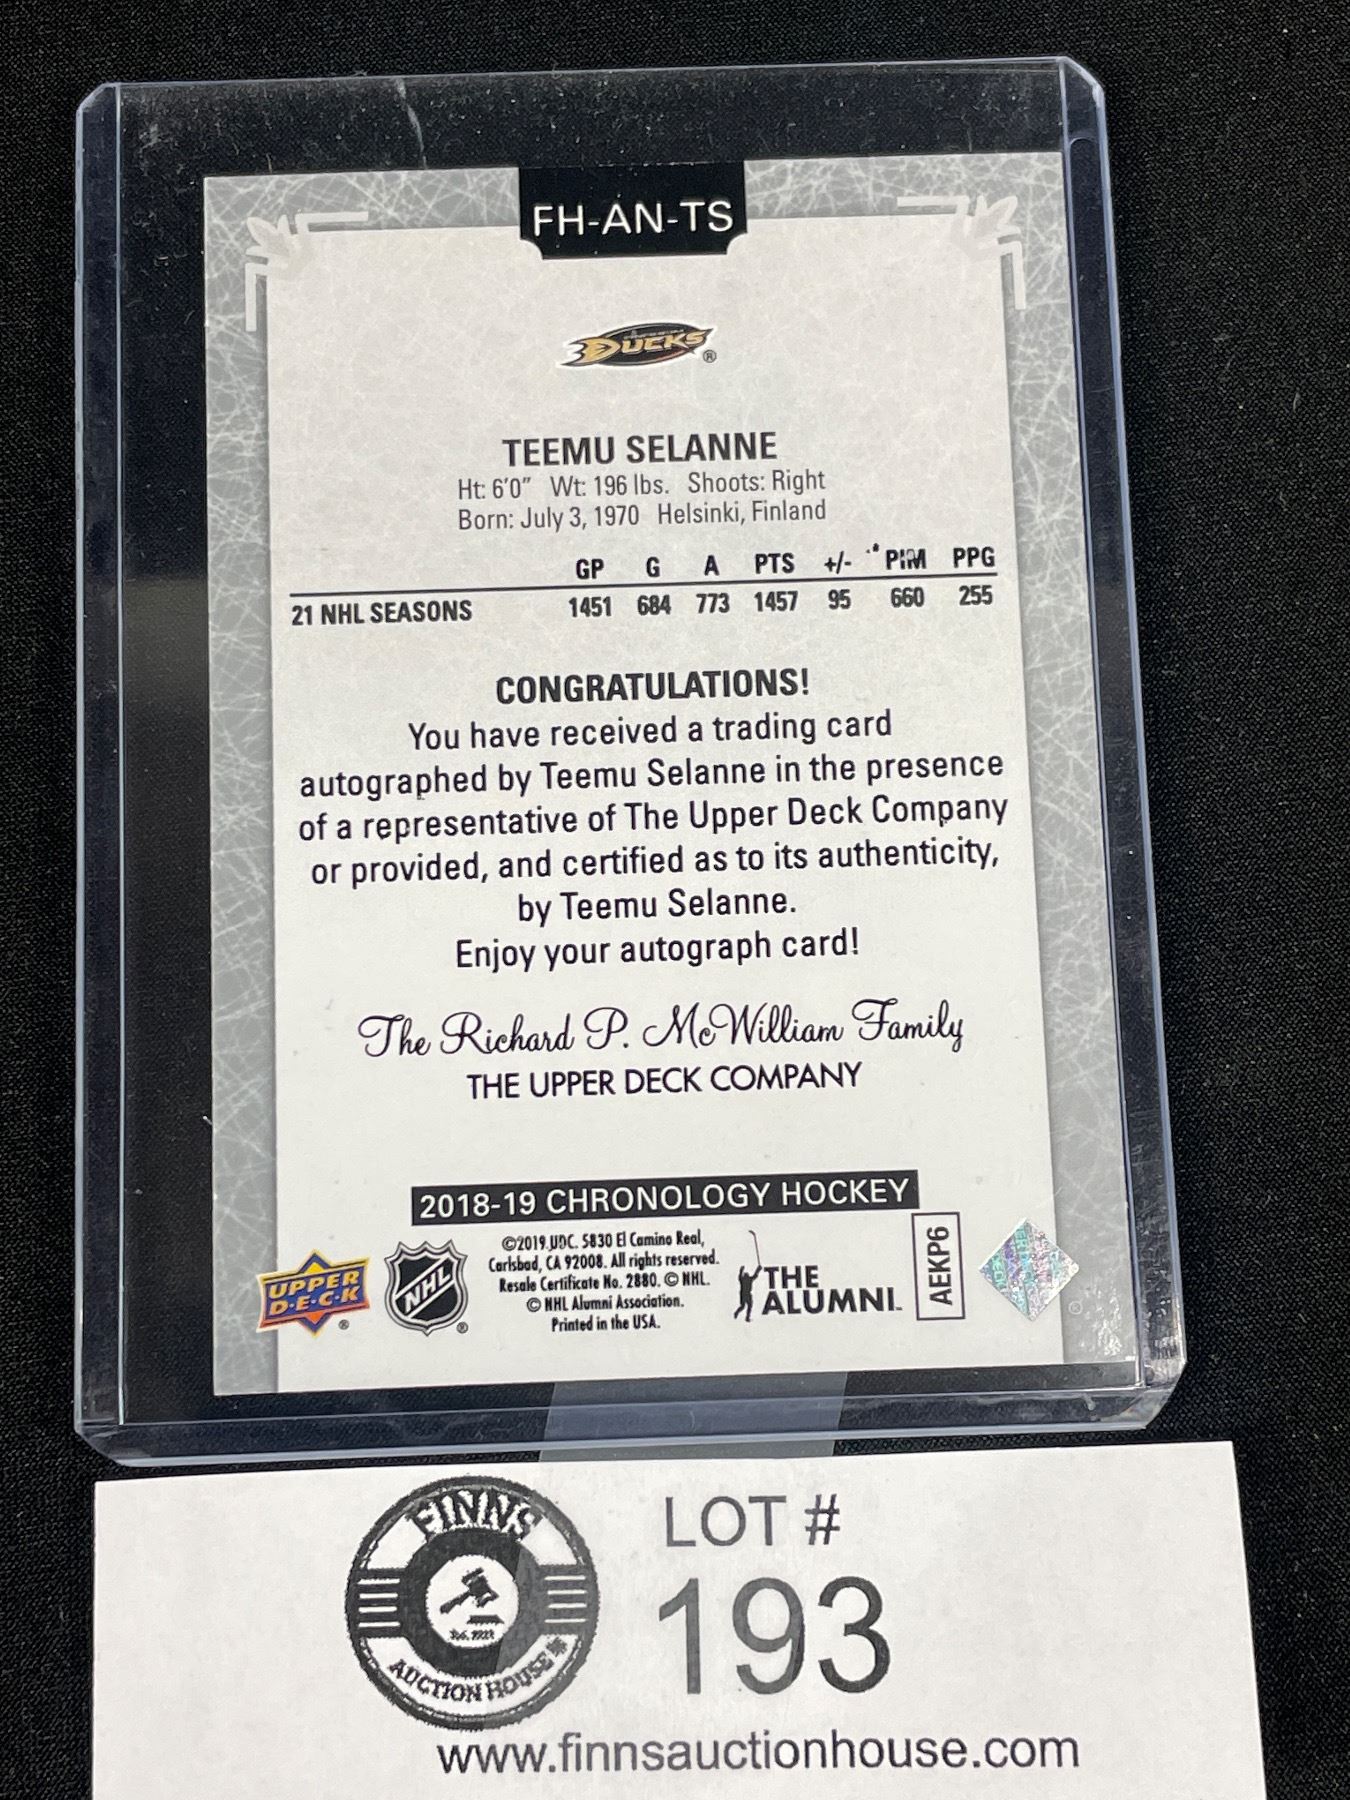 FH-AN-TS
DUCKS ®
TEEMU SELANNE
Ht: 6'0" Wt: 196 lbs. Shoots: Right
Born: July 3, 1970 Helsinki, Finland
GP G A PTS +/- PIM PPG
21 NHL SEASONS 1451 684 773 1457 95 660 255
CONGRATULATIONS!
You have received a trading card
autographed by Teemu Selanne in the presence
of a representative of The Upper Deck Company
or provided, and certified as to its authenticity,
by Teemu Selanne.
Enjoy your autograph card!
The Richard P. McWilliam Family
THE UPPER DECK COMPANY
2018-19 CHRONOLOGY HOCKEY
UPPER
D·E·C·K ®
NHL ®
©2019 UDC. 5830 El Camino Real,
Carlsbad, CA 92008. All rights reserved.
Resale Certificate No. 2880. © NHL.
© NHL Alumni Association.
Printed in the USA.
THE
ALUMNI
AEKP6
®
FINNS
AUCTION HOUSE
LOT #
193
www.finnsauctionhouse.com